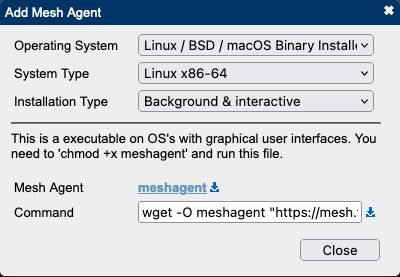 Add Mesh Agent
Operating System
Linux / BSD / macOS Binary Installe
System Type
Linux x86-64
Installation Type
Background & interactive
This is a executable on OS's with graphical user interfaces. You
need to 'chmod +x meshagent' and run this file.
Mesh Agent
meshagent
Command
wget -O meshagent "https://mesh.
Close